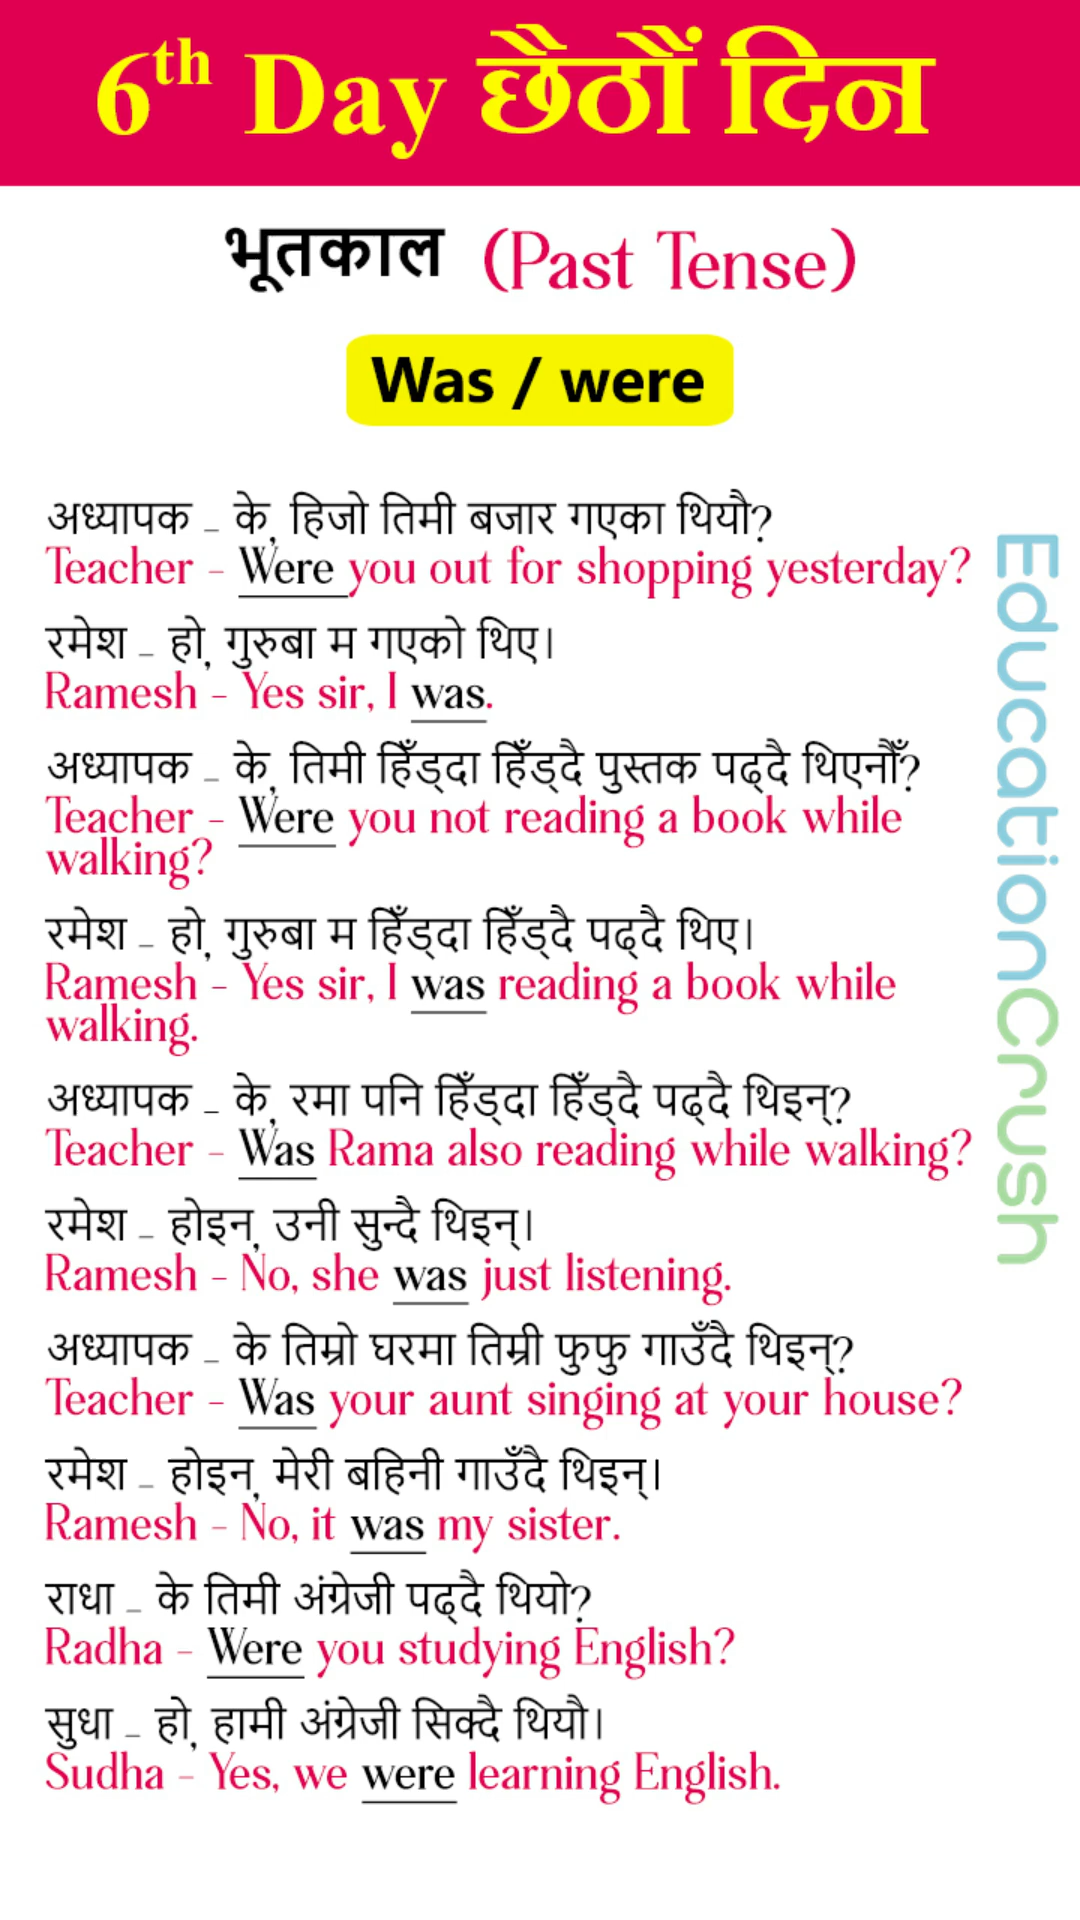 6th Day छैठौं दिन
भूतकाल (Past Tense)
Was / were
अध्यापक - के, हिजो तिमी बजार गएका थियौ?
Teacher - Were you out for shopping yesterday?
रमेश - हो, गुरुबा म गएको थिए।
Ramesh - Yes sir, I was.
अध्यापक - के, तिमी हिँड्दा हिँड्दै पुस्तक पढ्दै थिएनौँ?
Teacher - Were you not reading a book while
walking?
रमेश - हो, गुरुबा म हिँड्दा हिँड्दै पढ्दै थिए।
Ramesh - Yes sir, I was reading a book while
walking.
अध्यापक - के, रमा पनि हिँड्दा हिँड्दै पढ्दै थिइन्?
Teacher - Was Rama also reading while walking?
रमेश - होइन, उनी सुन्दै थिइन्।
Ramesh - No, she was just listening.
अध्यापक - के तिम्रो घरमा तिम्री फुफु गाउँदै थिइन्?
Teacher - Was your aunt singing at your house?
रमेश - होइन, मेरी बहिनी गाउँदै थिइन्।
Ramesh - No, it was my sister.
राधा - के तिमी अंग्रेजी पढ्दै थियो?
Radha - Were you studying English?
सुधा - हो, हामी अंग्रेजी सिक्दै थियौ।
Sudha - Yes, we were learning English.
EducationCrush